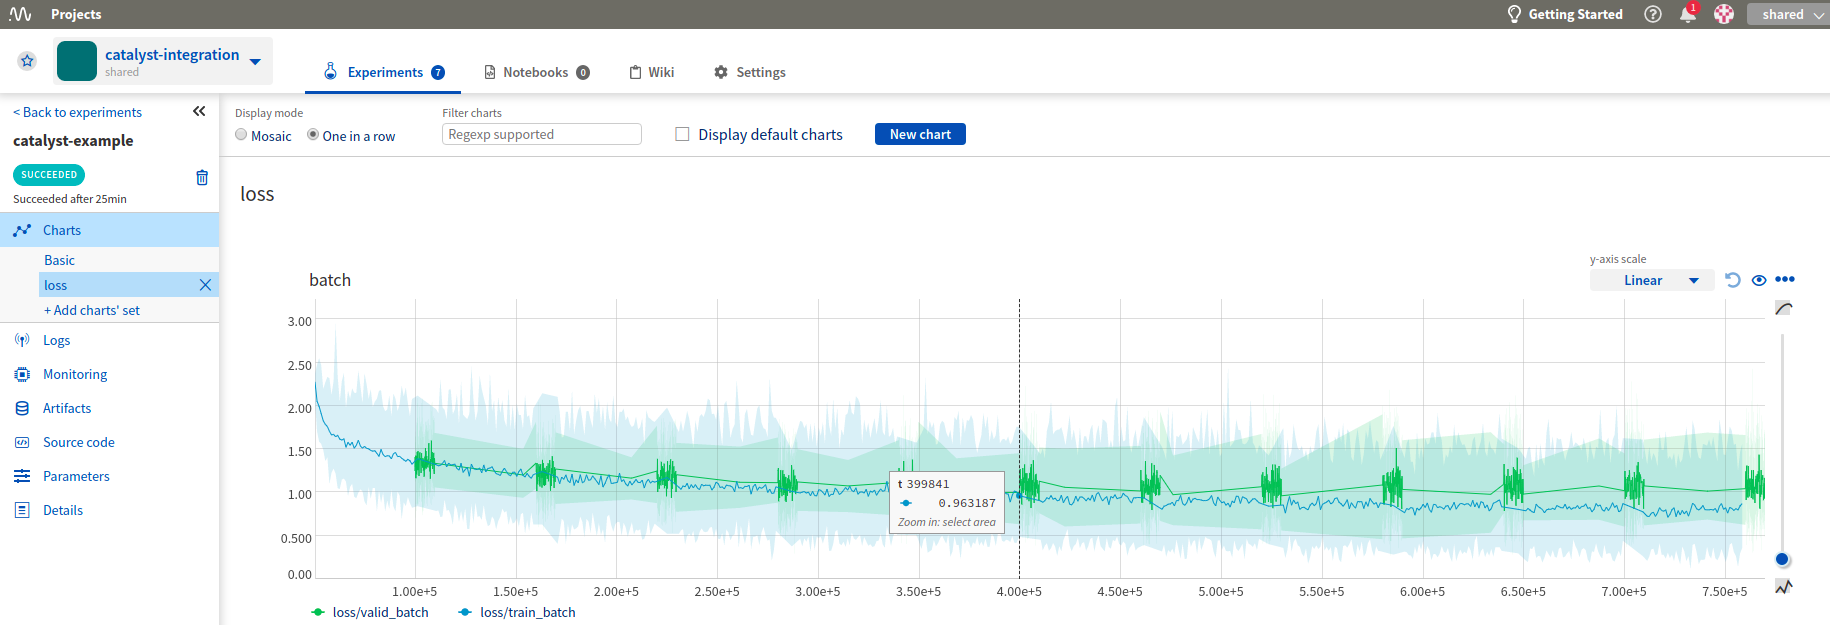 Projects
Getting Started
1
shared
catalyst-integration
shared
Experiments 7
Notebooks 0
Wiki
Settings
< Back to experiments
catalyst-example
SUCCEEDED
Succeeded after 25min
Charts
Basic
loss
+ Add charts' set
Logs
Monitoring
Artifacts
Source code
Parameters
Details
Display mode
Mosaic
One in a row
Filter charts
Regexp supported
Display default charts
New chart
loss
batch
y-axis scale
Linear
3.00
2.50
2.00
1.50
1.00
0.500
0.00
t 399841
0.963187
Zoom in: select area
1.00e+5 1.50e+5 2.00e+5 2.50e+5 3.00e+5 3.50e+5 4.00e+5 4.50e+5 5.00e+5 5.50e+5 6.00e+5 6.50e+5 7.00e+5 7.50e+5
loss/valid_batch loss/train_batch